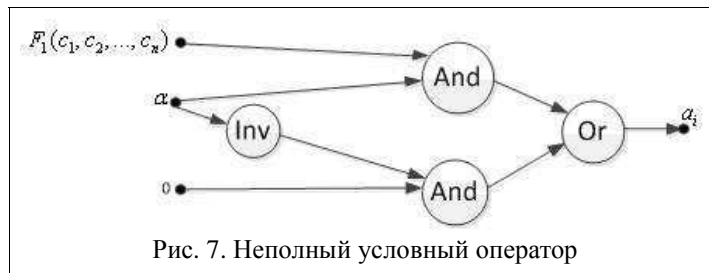 F₁(c₁, c₂, ..., cₙ)
And
α
Inv
Or
aᵢ
0
And
Рис. 7. Неполный условный оператор